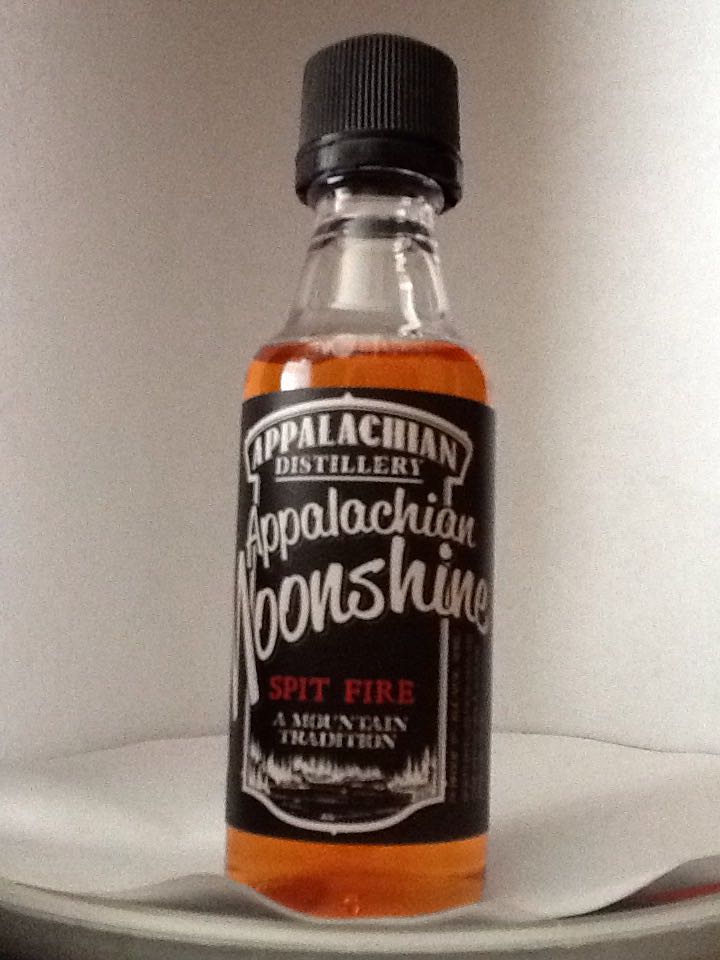 APPALACHIAN
DISTILLERY
Appalachian
Moonshine
SPIT FIRE
A MOUNTAIN
TRADITION